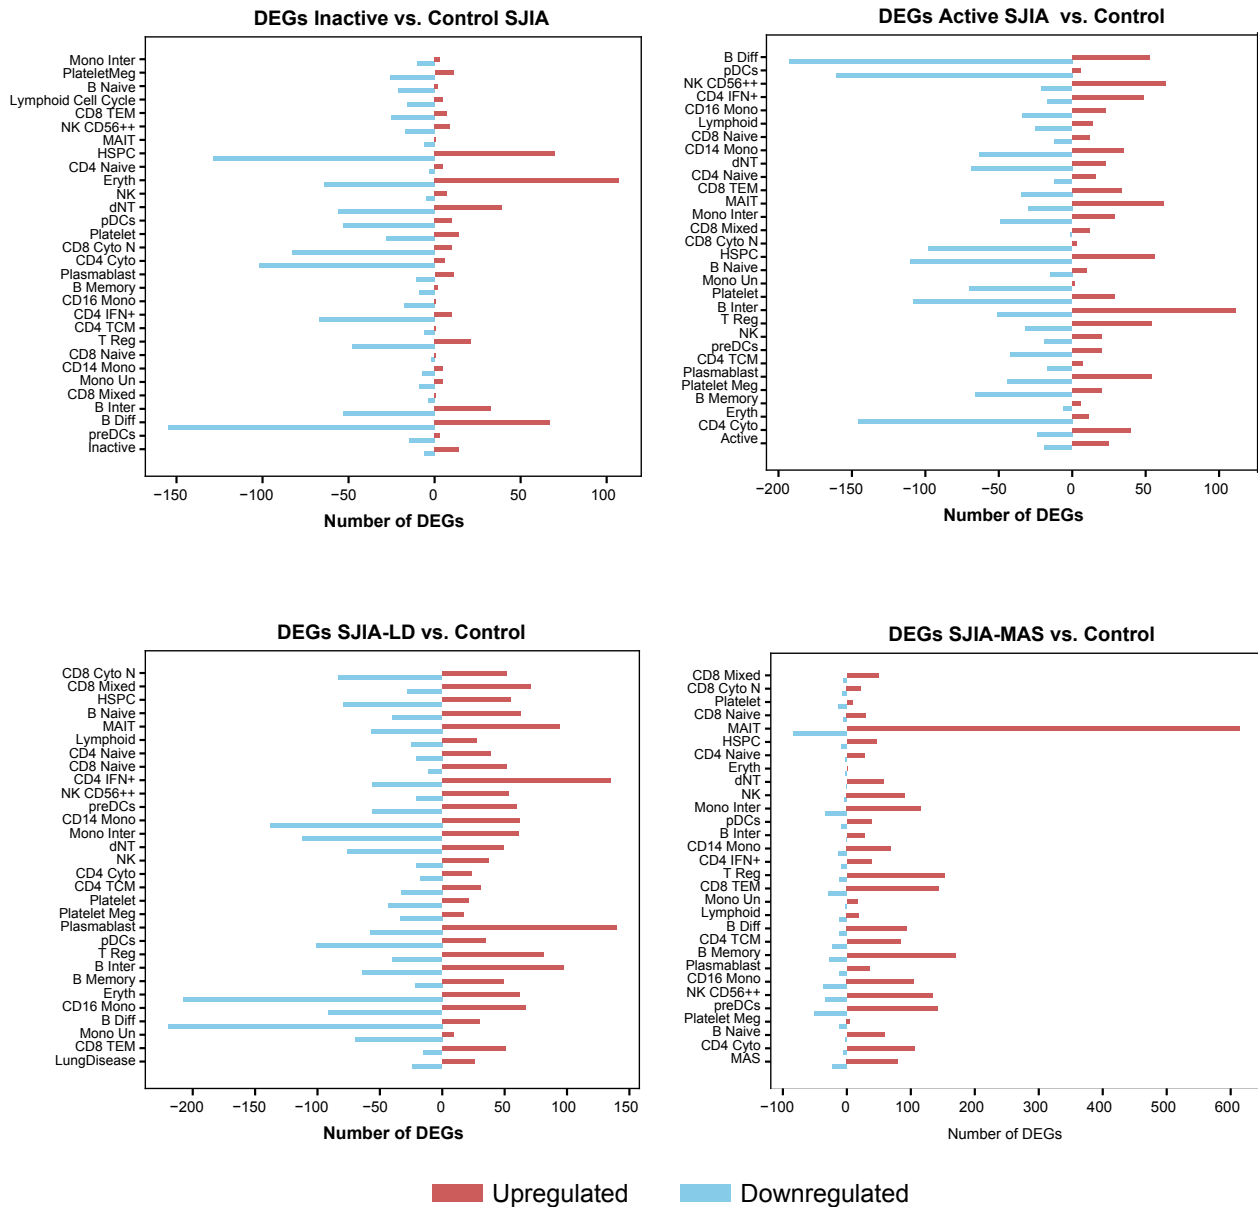 DEGs Inactive vs. Control SJIA
Mono Inter
PlateletMeg
B Naive
Lymphoid Cell Cycle
CD8 TEM
NK CD56++
MAIT
HSPC
CD4 Naive
Eryth
NK
dNT
pDCs
Platelet
CD8 Cyto N
CD4 Cyto
Plasmablast
B Memory
CD16 Mono
CD4 IFN+
CD4 TCM
T Reg
CD8 Naive
CD14 Mono
Mono Un
CD8 Mixed
B Inter
B Diff
preDCs
Inactive
−150 −100 −50 0 50 100
Number of DEGs
DEGs Active SJIA vs. Control
B Diff
pDCs
NK CD56++
CD4 IFN+
CD16 Mono
Lymphoid
CD8 Naive
CD14 Mono
dNT
CD4 Naive
CD8 TEM
MAIT
Mono Inter
CD8 Mixed
CD8 Cyto N
HSPC
B Naive
Mono Un
Platelet
B Inter
T Reg
NK
preDCs
CD4 TCM
Plasmablast
Platelet Meg
B Memory
Eryth
CD4 Cyto
Active
−200 −150 −100 −50 0 50 100
Number of DEGs
DEGs SJIA-LD vs. Control
CD8 Cyto N
CD8 Mixed
HSPC
B Naive
MAIT
Lymphoid
CD4 Naive
CD8 Naive
CD4 IFN+
NK CD56++
preDCs
CD14 Mono
Mono Inter
dNT
NK
CD4 Cyto
CD4 TCM
Platelet
Platelet Meg
Plasmablast
pDCs
T Reg
B Inter
B Memory
Eryth
CD16 Mono
B Diff
Mono Un
CD8 TEM
LungDisease
−200 −150 −100 −50 0 50 100 150
Number of DEGs
DEGs SJIA-MAS vs. Control
CD8 Mixed
CD8 Cyto N
Platelet
CD8 Naive
MAIT
HSPC
CD4 Naive
Eryth
dNT
NK
Mono Inter
pDCs
B Inter
CD14 Mono
CD4 IFN+
T Reg
CD8 TEM
Mono Un
Lymphoid
B Diff
CD4 TCM
B Memory
Plasmablast
CD16 Mono
NK CD56++
preDCs
Platelet Meg
B Naive
CD4 Cyto
MAS
−100 0 100 200 300 400 500 600
Number of DEGs
Upregulated Downregulated